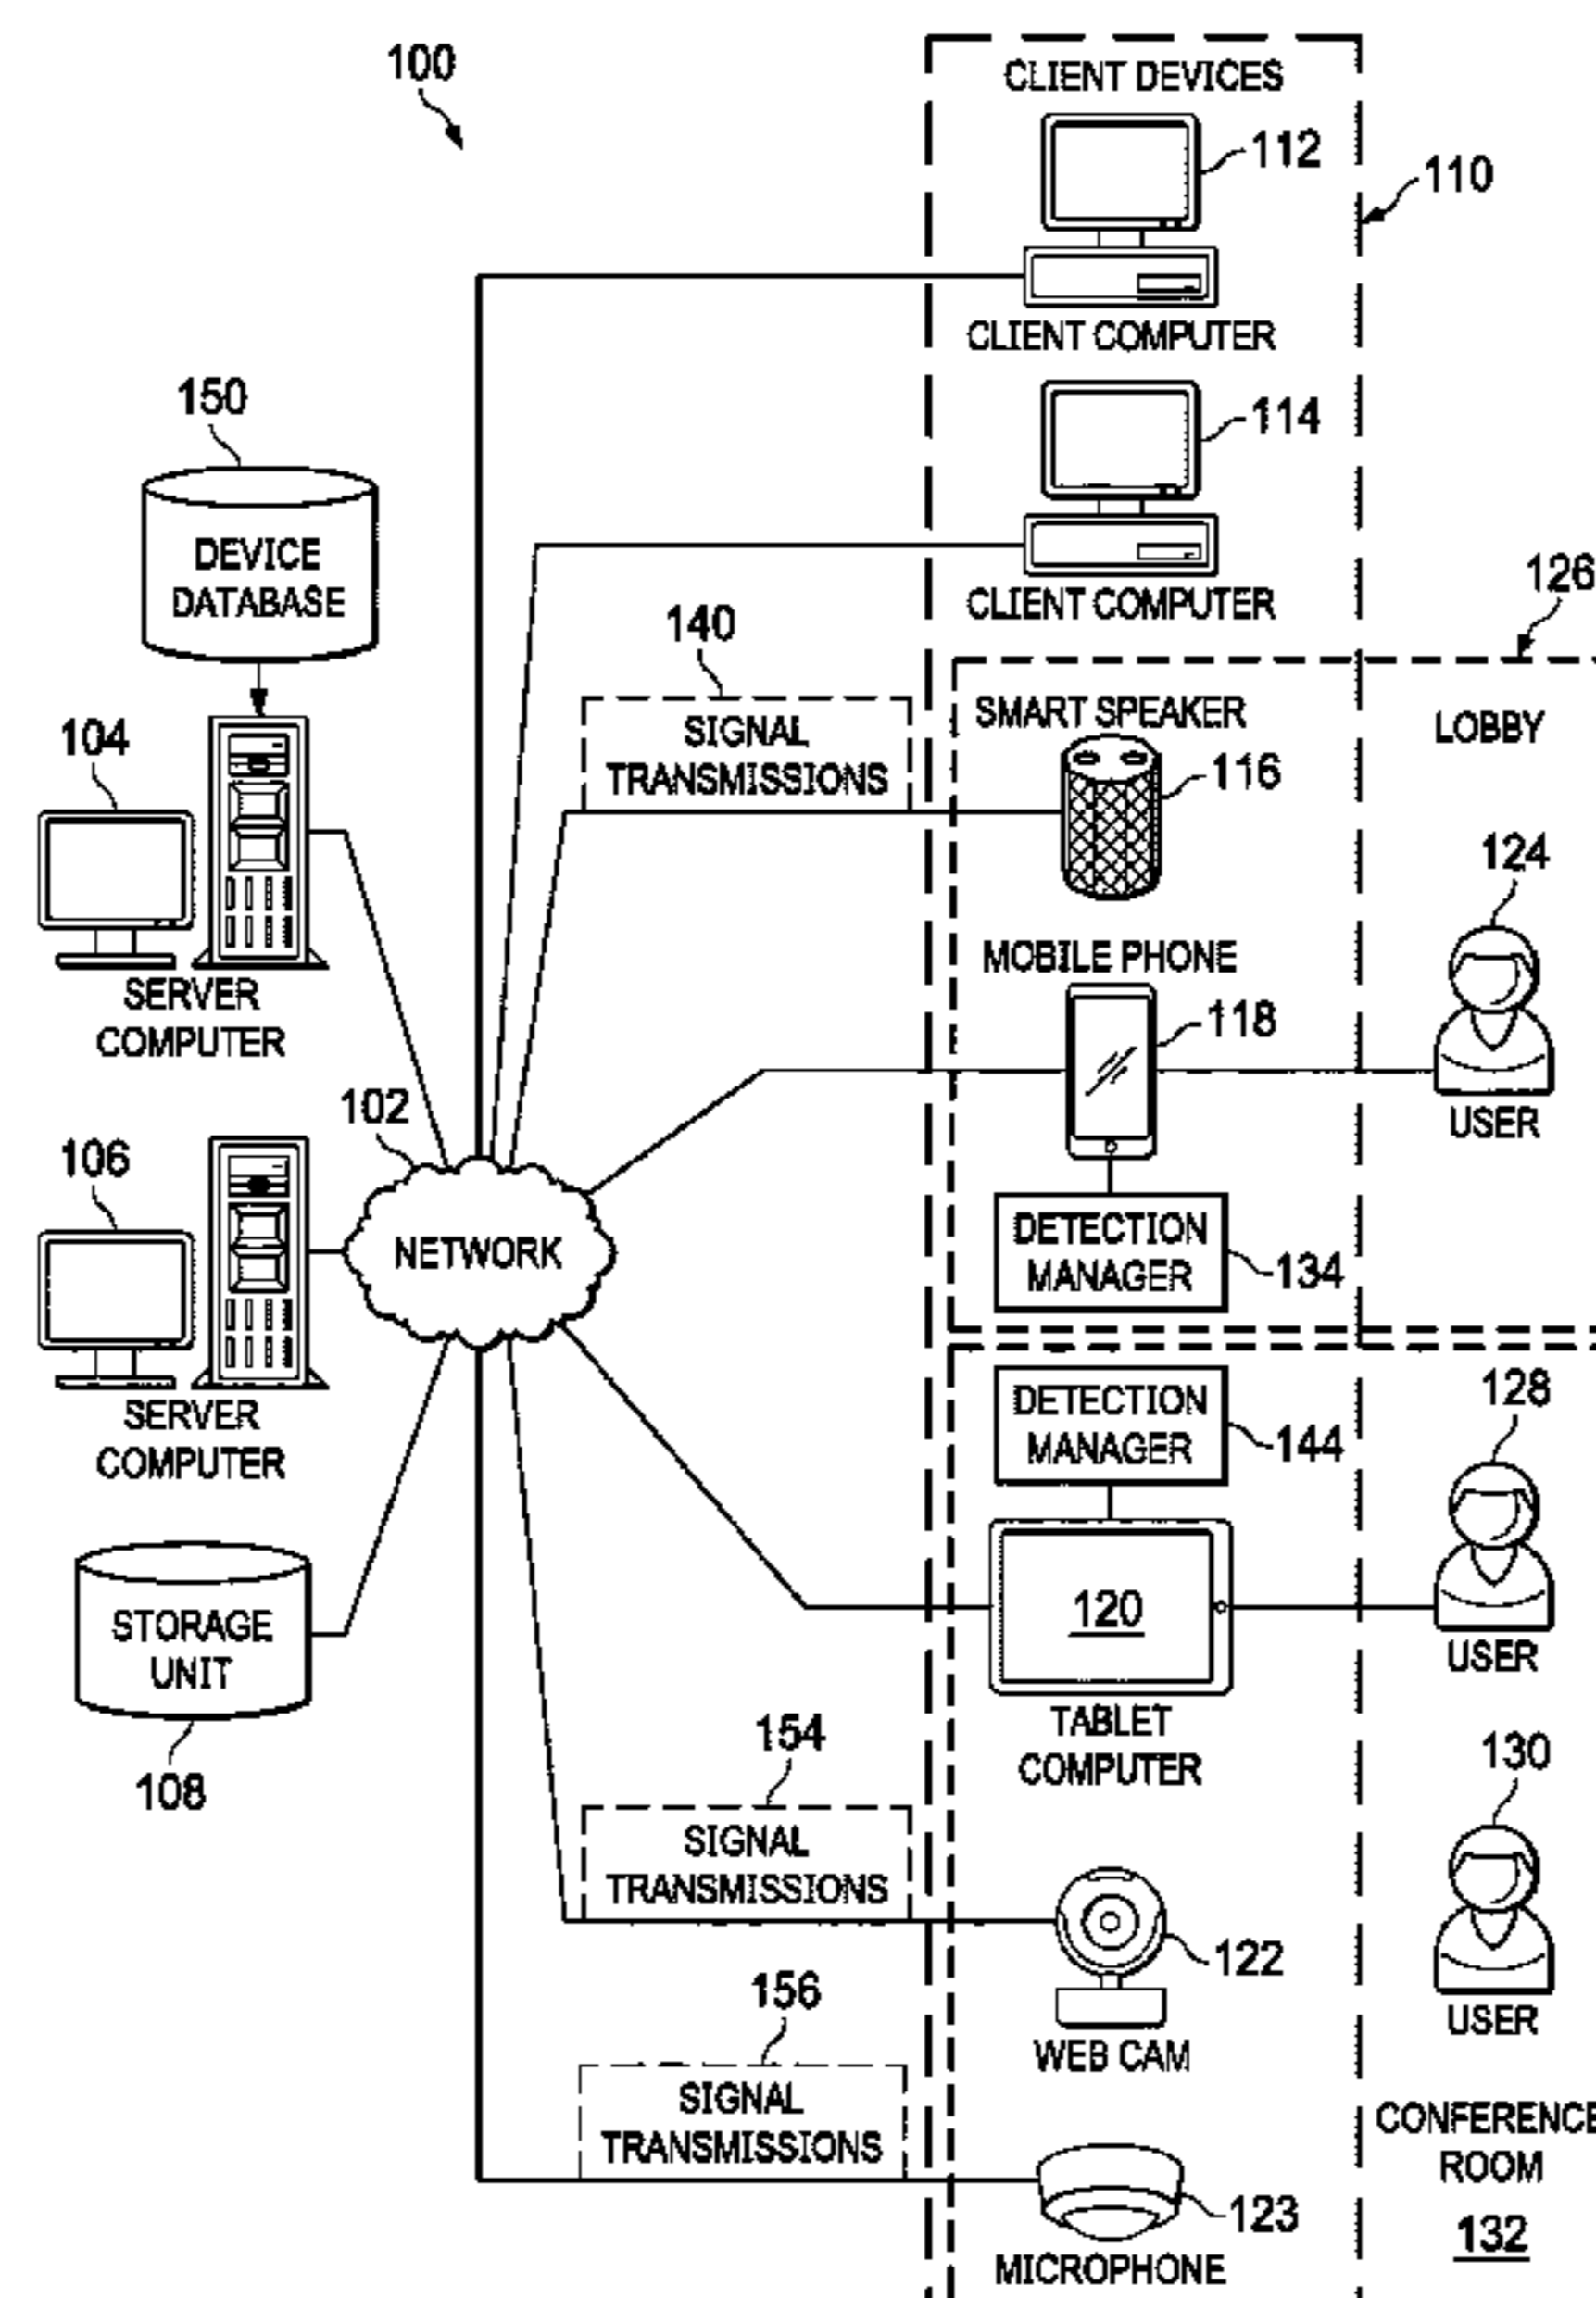 100
CLIENT DEVICES
112
110
CLIENT COMPUTER
114
CLIENT COMPUTER
150
DEVICE
DATABASE
126
140
SIGNAL
TRANSMISSIONS
SMART SPEAKER
116
LOBBY
104
SERVER
COMPUTER
124
USER
MOBILE PHONE
118
102
NETWORK
106
SERVER
COMPUTER
DETECTION
MANAGER
134
DETECTION
MANAGER
144
128
USER
STORAGE
UNIT
108
120
TABLET
COMPUTER
130
USER
154
SIGNAL
TRANSMISSIONS
122
WEB CAM
156
SIGNAL
TRANSMISSIONS
123
MICROPHONE
CONFERENCE
ROOM
132